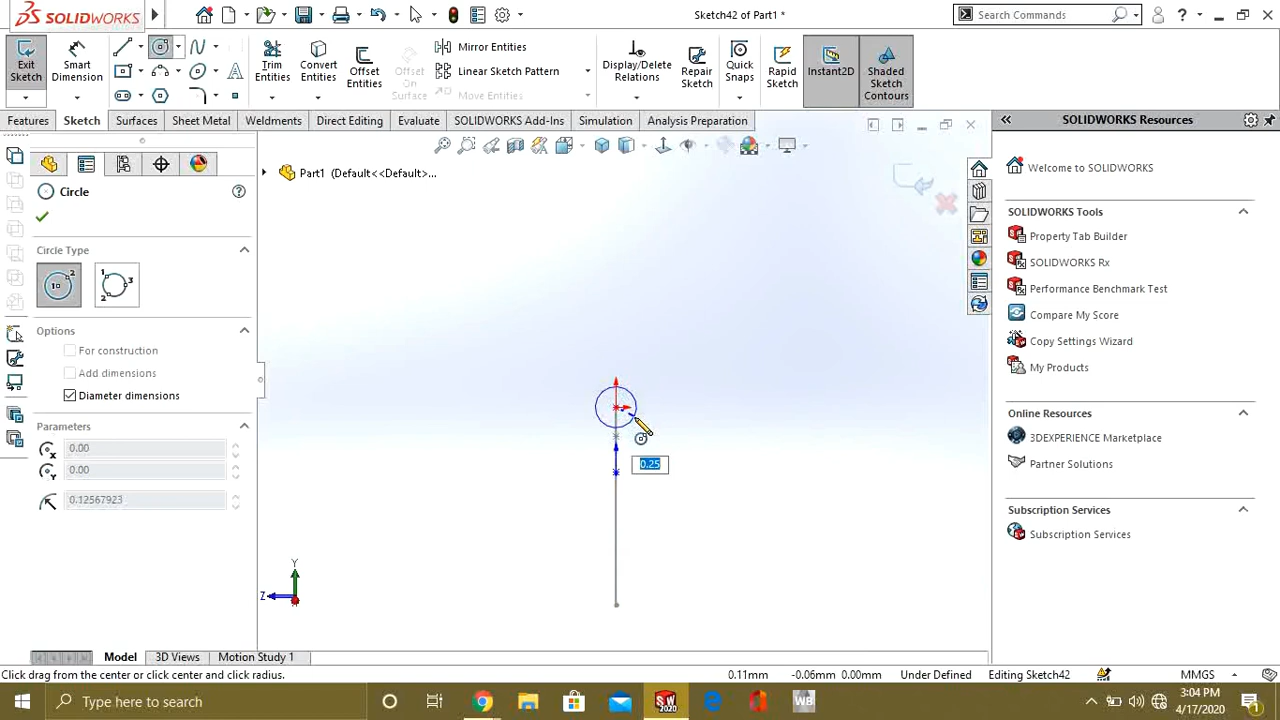 SOLIDWORKS
Sketch42 of Part1 *
Search Commands
?
Exit Sketch
Smart Dimension
Trim Entities
Convert Entities
Offset Entities
Offset On Surface
Mirror Entities
Linear Sketch Pattern
Move Entities
Display/Delete Relations
Repair Sketch
Quick Snaps
Rapid Sketch
Instant2D
Shaded Sketch Contours
Features
Sketch
Surfaces
Sheet Metal
Weldments
Direct Editing
Evaluate
SOLIDWORKS Add-Ins
Simulation
Analysis Preparation
Circle
Circle Type
Options
For construction
Add dimensions
Diameter dimensions
Parameters
0.00
0.00
0.12567923
Part1 (Default<<Default>...
0.25
Y
Z
SOLIDWORKS Resources
Welcome to SOLIDWORKS
SOLIDWORKS Tools
Property Tab Builder
SOLIDWORKS Rx
Performance Benchmark Test
Compare My Score
Copy Settings Wizard
My Products
Online Resources
3DEXPERIENCE Marketplace
Partner Solutions
Subscription Services
Subscription Services
Model
3D Views
Motion Study 1
Click drag from the center or click center and click radius.
0.11mm
-0.06mm 0.00mm
Under Defined
Editing Sketch42
MMGS
Type here to search
SW
2020
WB
3:04 PM
4/17/2020